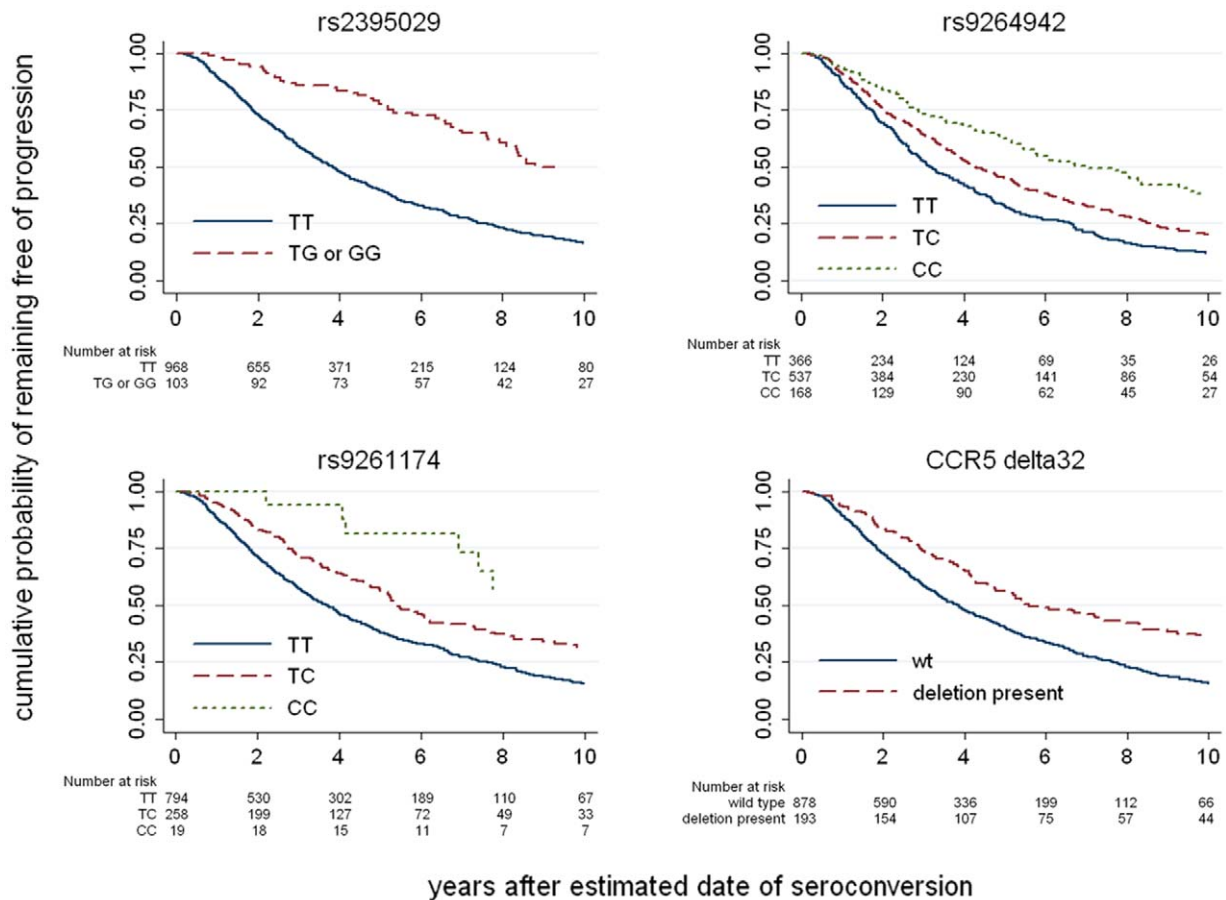 cumulative probability of remaining free of progression
rs2395029
1.00
0.75
0.50
0.25
0.00
TT
TG or GG
0 2 4 6 8 10
Number at risk
TT 968 655 371 215 124 80
TG or GG 103 92 73 57 42 27
rs9264942
1.00
0.75
0.50
0.25
0.00
TT
TC
CC
0 2 4 6 8 10
Number at risk
TT 366 234 124 69 35 26
TC 537 384 230 141 86 54
CC 168 129 90 62 45 27
rs9261174
1.00
0.75
0.50
0.25
0.00
TT
TC
CC
0 2 4 6 8 10
Number at risk
TT 794 530 302 189 110 67
TC 258 199 127 72 49 33
CC 19 18 15 11 7 7
CCR5 delta32
1.00
0.75
0.50
0.25
0.00
wt
deletion present
0 2 4 6 8 10
Number at risk
wild type 878 590 336 199 112 66
deletion present 193 154 107 75 57 44
years after estimated date of seroconversion